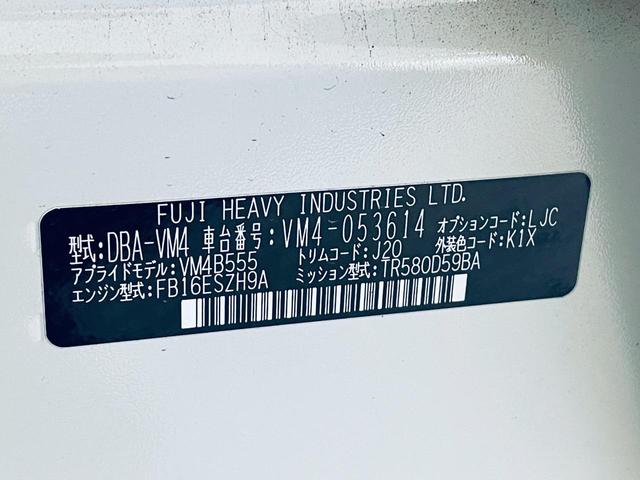 FUJI HEAVY INDUSTRIES LTD.
型式:DBA-VM4 車台番号:VM4-053614 オプションコード:LJC
アプライドモデル:VM4B555 トリムコード:J20 外装色コード:K1X
エンジン型式:FB16ESZH9A ミッション型式:TR580D59BA